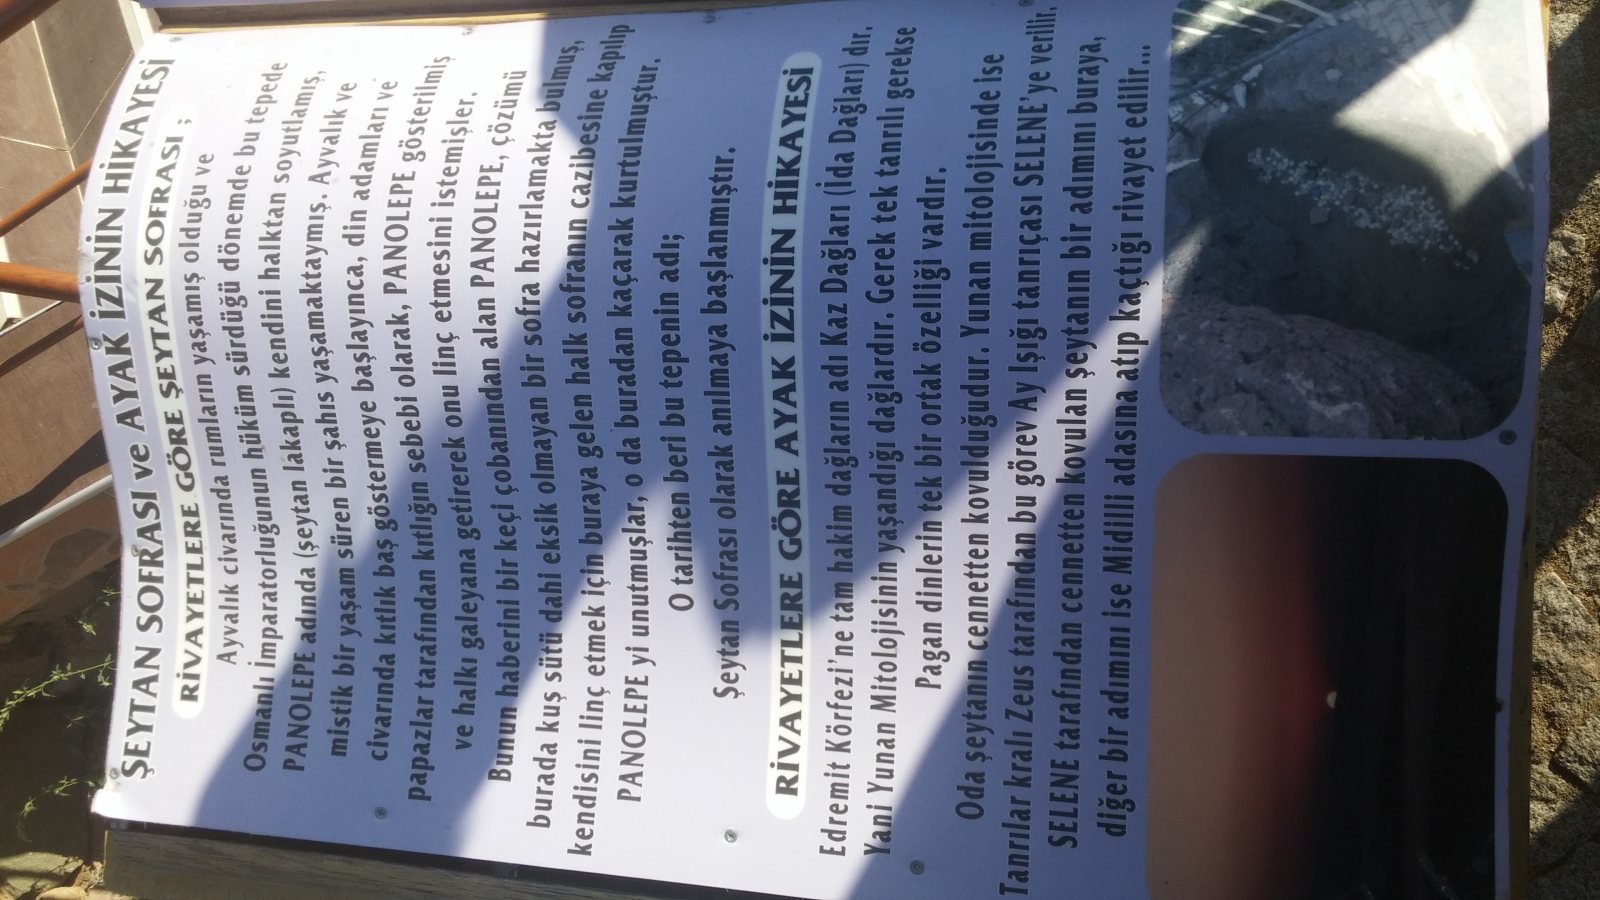 ŞEYTAN SOFRASI ve AYAK İZİNİN HİKAYESİ
RİVAYETLERE GÖRE ŞEYTAN SOFRASI ;
Ayvalık civarında rumların yaşamış olduğu ve
Osmanlı İmparatorluğunun hüküm sürdüğü dönemde bu tepede
PANOLEPE adında (şeytan lakaplı) kendini halktan soyutlamış,
mistik bir yaşam süren bir şahıs yaşamaktaymış. Ayvalık ve
civarında kıtlık baş göstermeye başlayınca, din adamları ve
papazlar tarafından kıtlığın sebebi olarak, PANOLEPE gösterilmiş
ve halkı galeyana getirerek onu linç etmesini istemişler.
Bunun haberini bir keçi çobanından alan PANOLEPE, çözümü
burada kuş sütü dahi eksik olmayan bir sofra hazırlamakta bulmuş,
kendisini linç etmek için buraya gelen halk sofranın cazibesine kapılıp
PANOLEPE yi unutmuşlar, o da buradan kaçarak kurtulmuştur.
O tarihten beri bu tepenin adı;
Şeytan Sofrası olarak anılmaya başlanmıştır.
RİVAYETLERE GÖRE AYAK İZİNİN HİKAYESİ
Edremit Körfezi'ne tam hakim dağların adı Kaz Dağları (İda Dağları) dır.
Yani Yunan Mitolojisinin yaşandığı dağlardır. Gerek tek tanrılı gerekse
Pagan dinlerin tek bir ortak özelliği vardır.
Oda şeytanın cennetten kovulduğudur. Yunan mitolojisinde ise
Tanrılar kralı Zeus tarafından bu görev Ay Işığı tanrıçası SELENE'ye verilir.
SELENE tarafından cennetten kovulan şeytanın bir adımını buraya,
diğer bir adımını ise Midilli adasına atıp kaçtığı rivayet edilir...